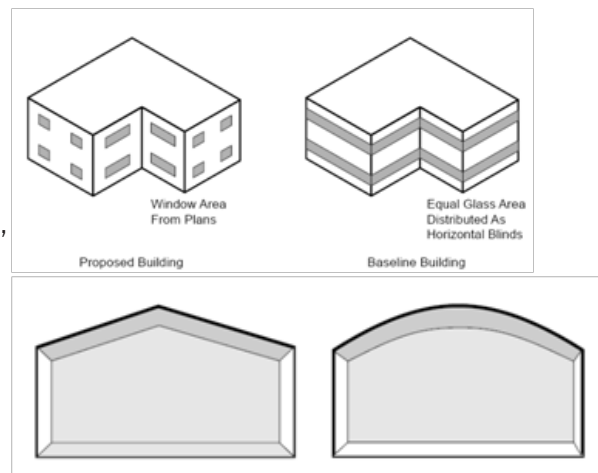 Window Area
From Plans
Equal Glass Area
Distributed As
Horizontal Blinds
,
Proposed Building
Baseline Building